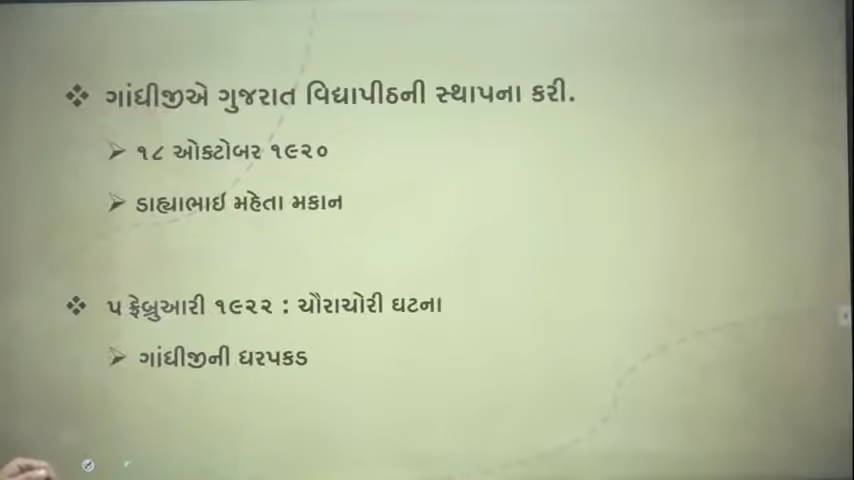 ❖ ગાંધીજીએ ગુજરાત વિદ્યાપીઠની સ્થાપના કરી.
➢ ૧૮ ઓક્ટોબર ૧૯૨૦
➢ ડાહ્યાભાઈ મહેતા મકાન
❖ ૫ ફેબ્રુઆરી ૧૯૨૨ : ચૌરાચોરી ઘટના
➢ ગાંધીજીની ધરપકડ